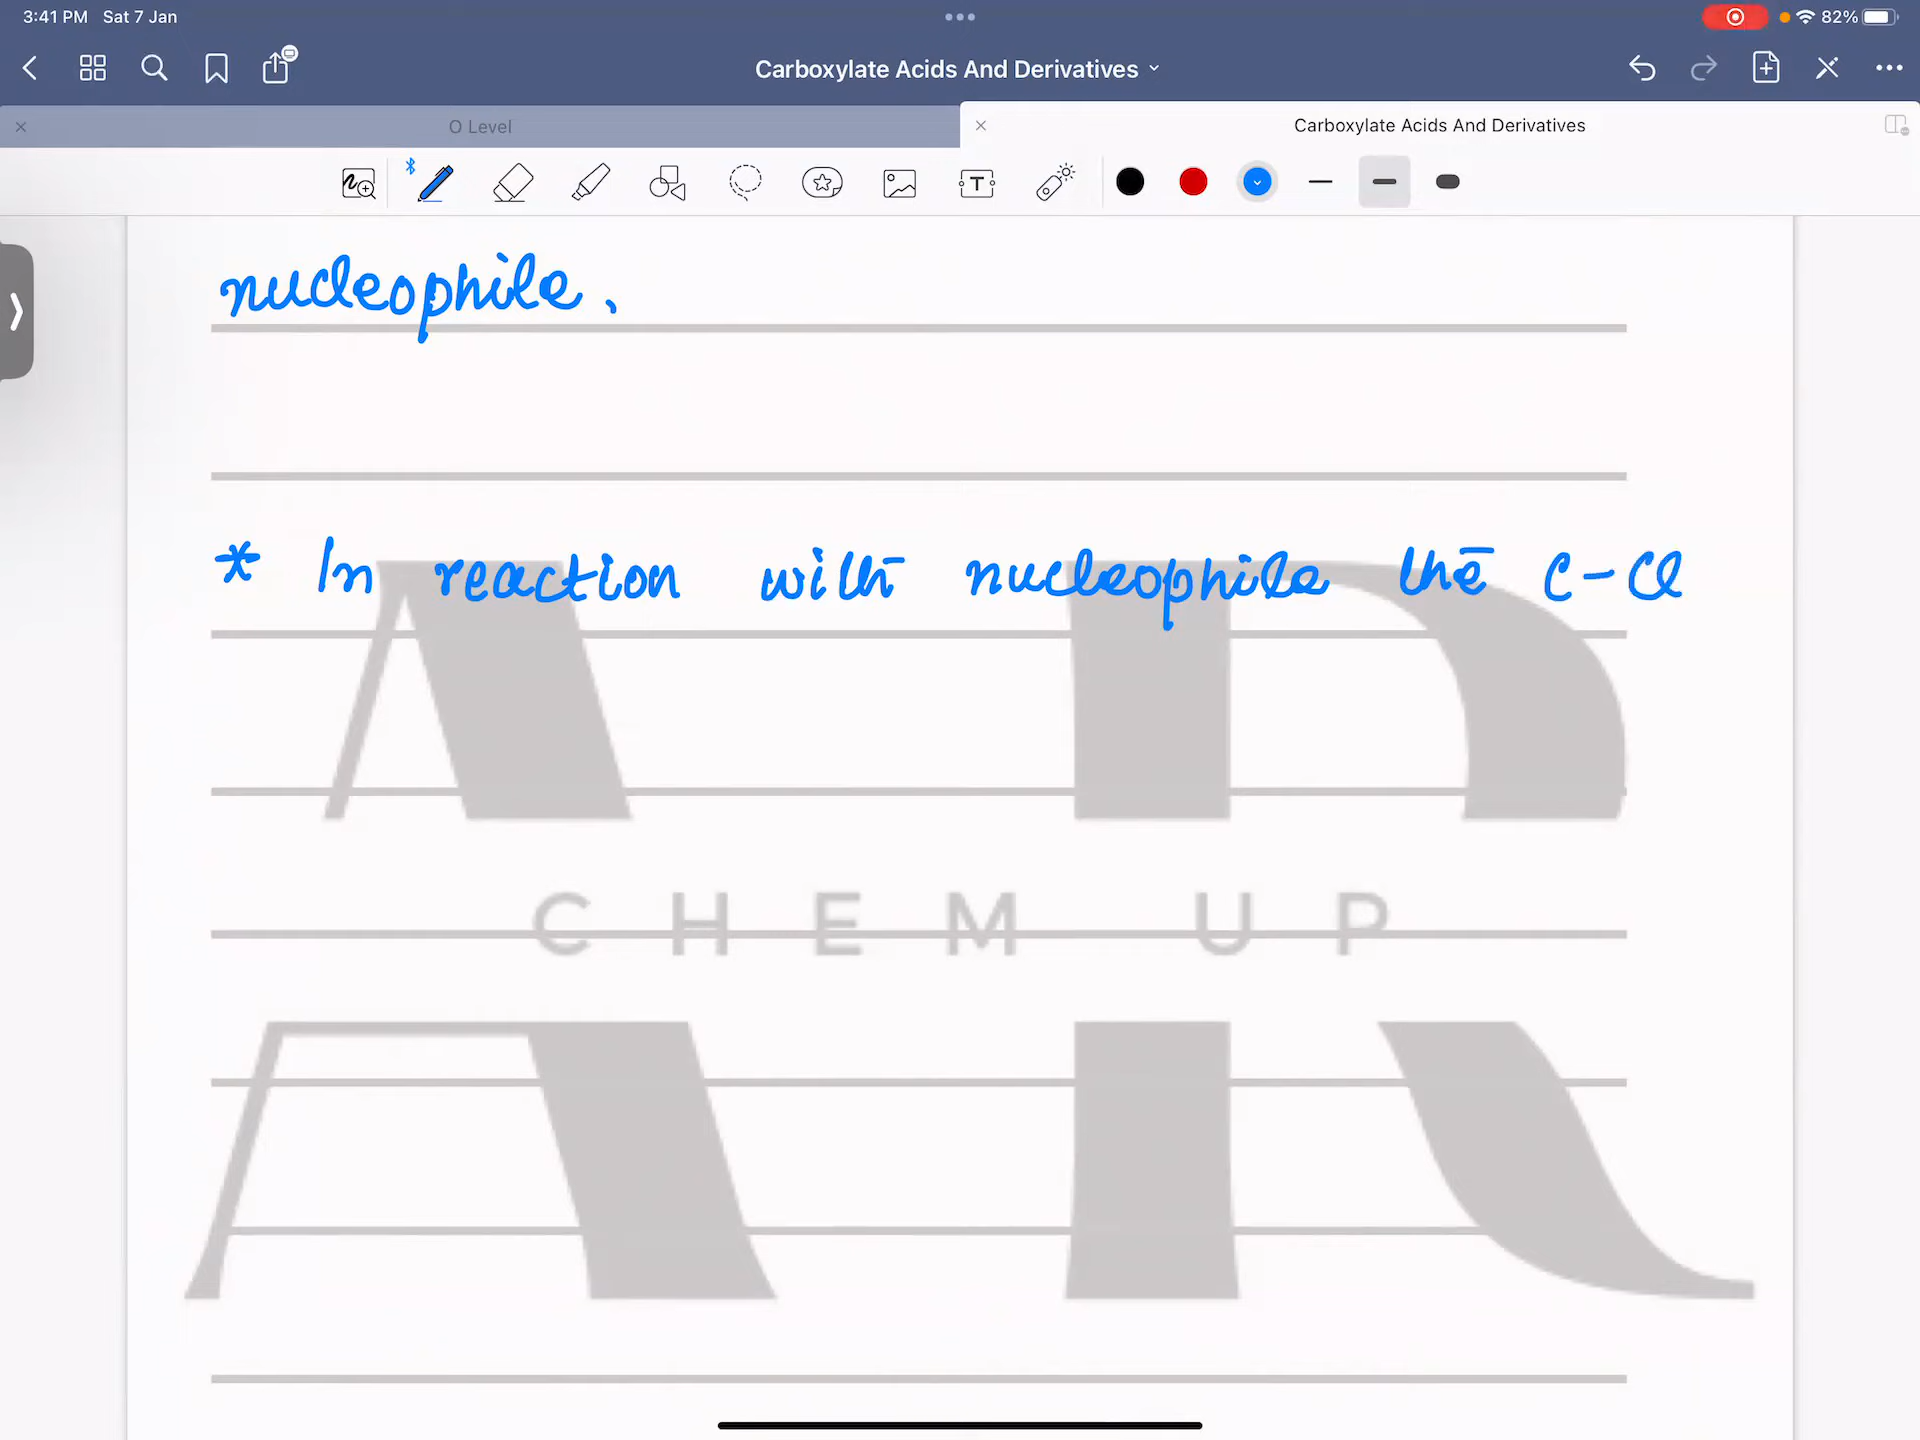 3:41 PM Sat 7 Jan
82%
Carboxylate Acids And Derivatives
O Level
Carboxylate Acids And Derivatives
nucleophile.
* In reaction with nucleophile the C-Cl
CHEM UP